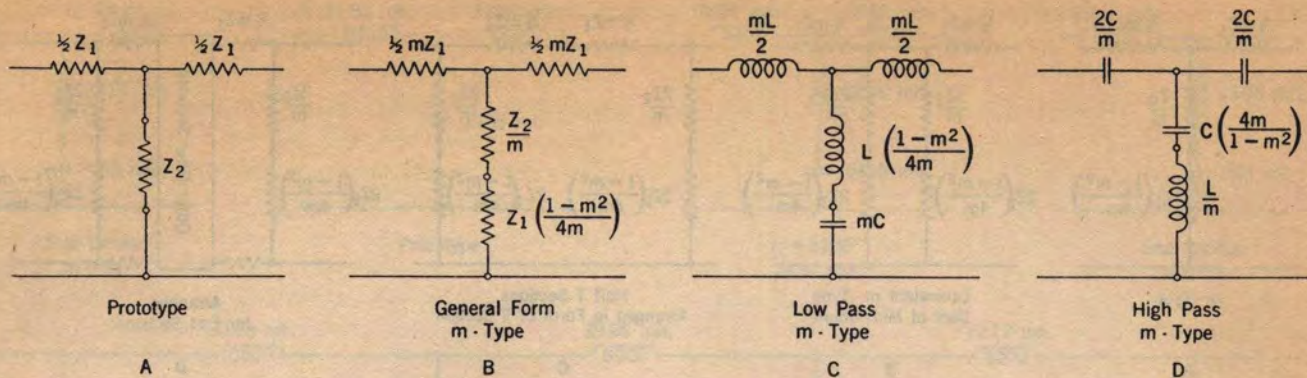 ½ Z₁ ½ Z₁
Z₂
Prototype
A
½ mZ₁ ½ mZ₁
Z₂/m
Z₁ (1 − m²/4m)
General Form
m - Type
B
mL/2 mL/2
L (1 − m²/4m)
mC
Low Pass
m - Type
C
2C/m 2C/m
C (4m/1 − m²)
L/m
High Pass
m - Type
D